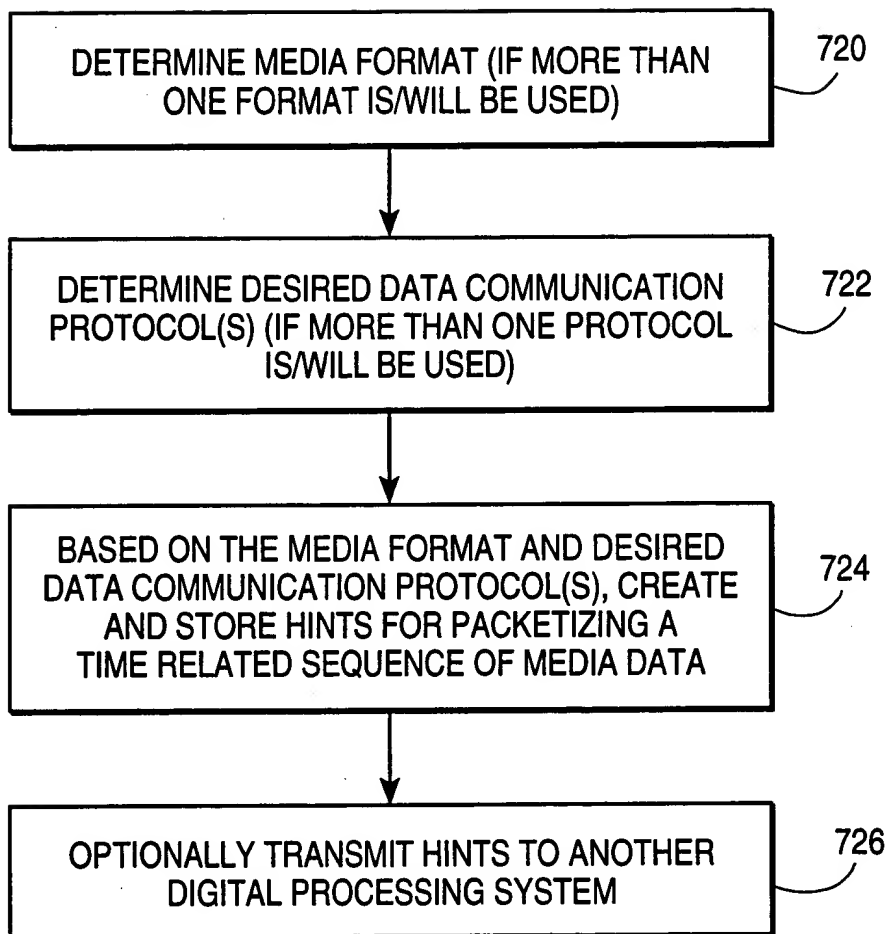 DETERMINE MEDIA FORMAT (IF MORE THAN
ONE FORMAT IS/WILL BE USED)
720
DETERMINE DESIRED DATA COMMUNICATION
PROTOCOL(S) (IF MORE THAN ONE PROTOCOL
IS/WILL BE USED)
722
BASED ON THE MEDIA FORMAT AND DESIRED
DATA COMMUNICATION PROTOCOL(S), CREATE
AND STORE HINTS FOR PACKETIZING A
TIME RELATED SEQUENCE OF MEDIA DATA
724
OPTIONALLY TRANSMIT HINTS TO ANOTHER
DIGITAL PROCESSING SYSTEM
726